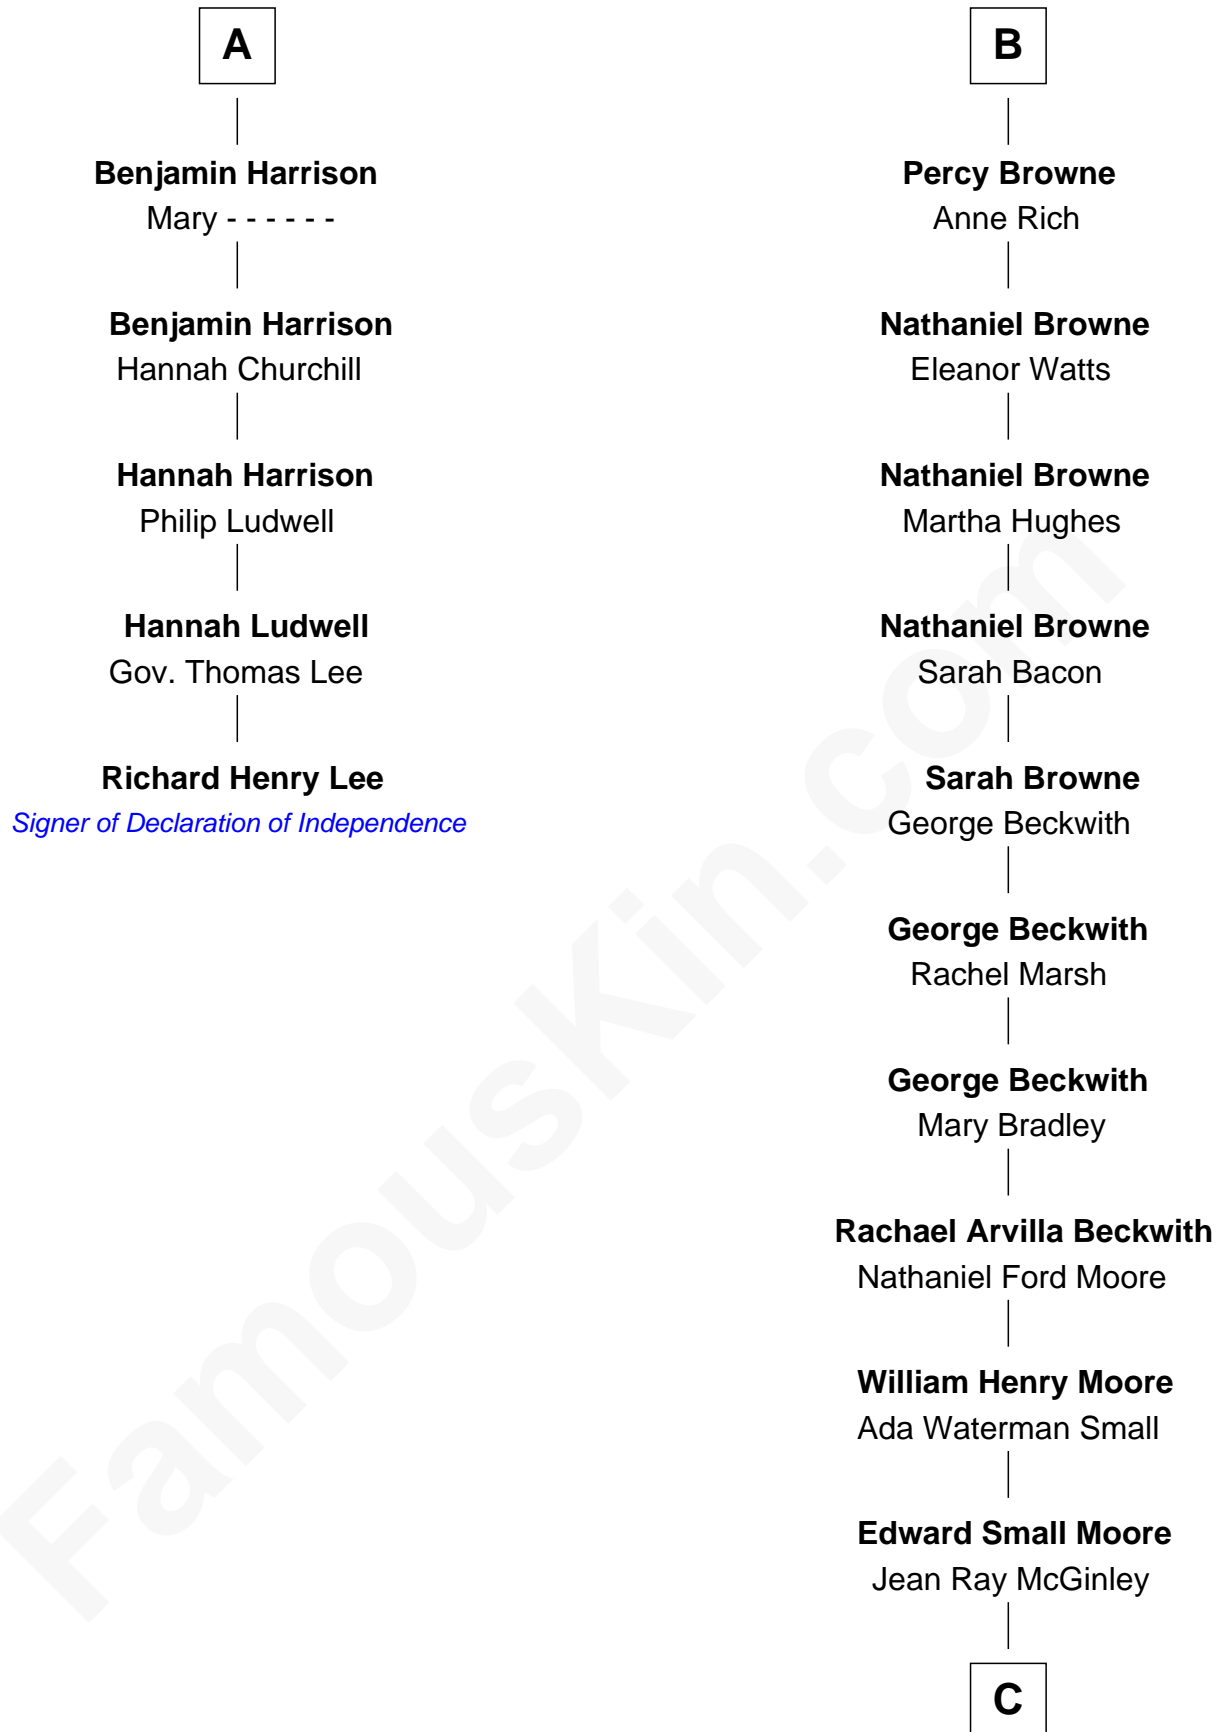 A
Benjamin Harrison
Mary - - - - - -
Benjamin Harrison
Hannah Churchill
Hannah Harrison
Philip Ludwell
Hannah Ludwell
Gov. Thomas Lee
Richard Henry Lee
Signer of Declaration of Independence
B
Percy Browne
Anne Rich
Nathaniel Browne
Eleanor Watts
Nathaniel Browne
Martha Hughes
Nathaniel Browne
Sarah Bacon
Sarah Browne
George Beckwith
George Beckwith
Rachel Marsh
George Beckwith
Mary Bradley
Rachael Arvilla Beckwith
Nathaniel Ford Moore
William Henry Moore
Ada Waterman Small
Edward Small Moore
Jean Ray McGinley
C
FamousKin.com